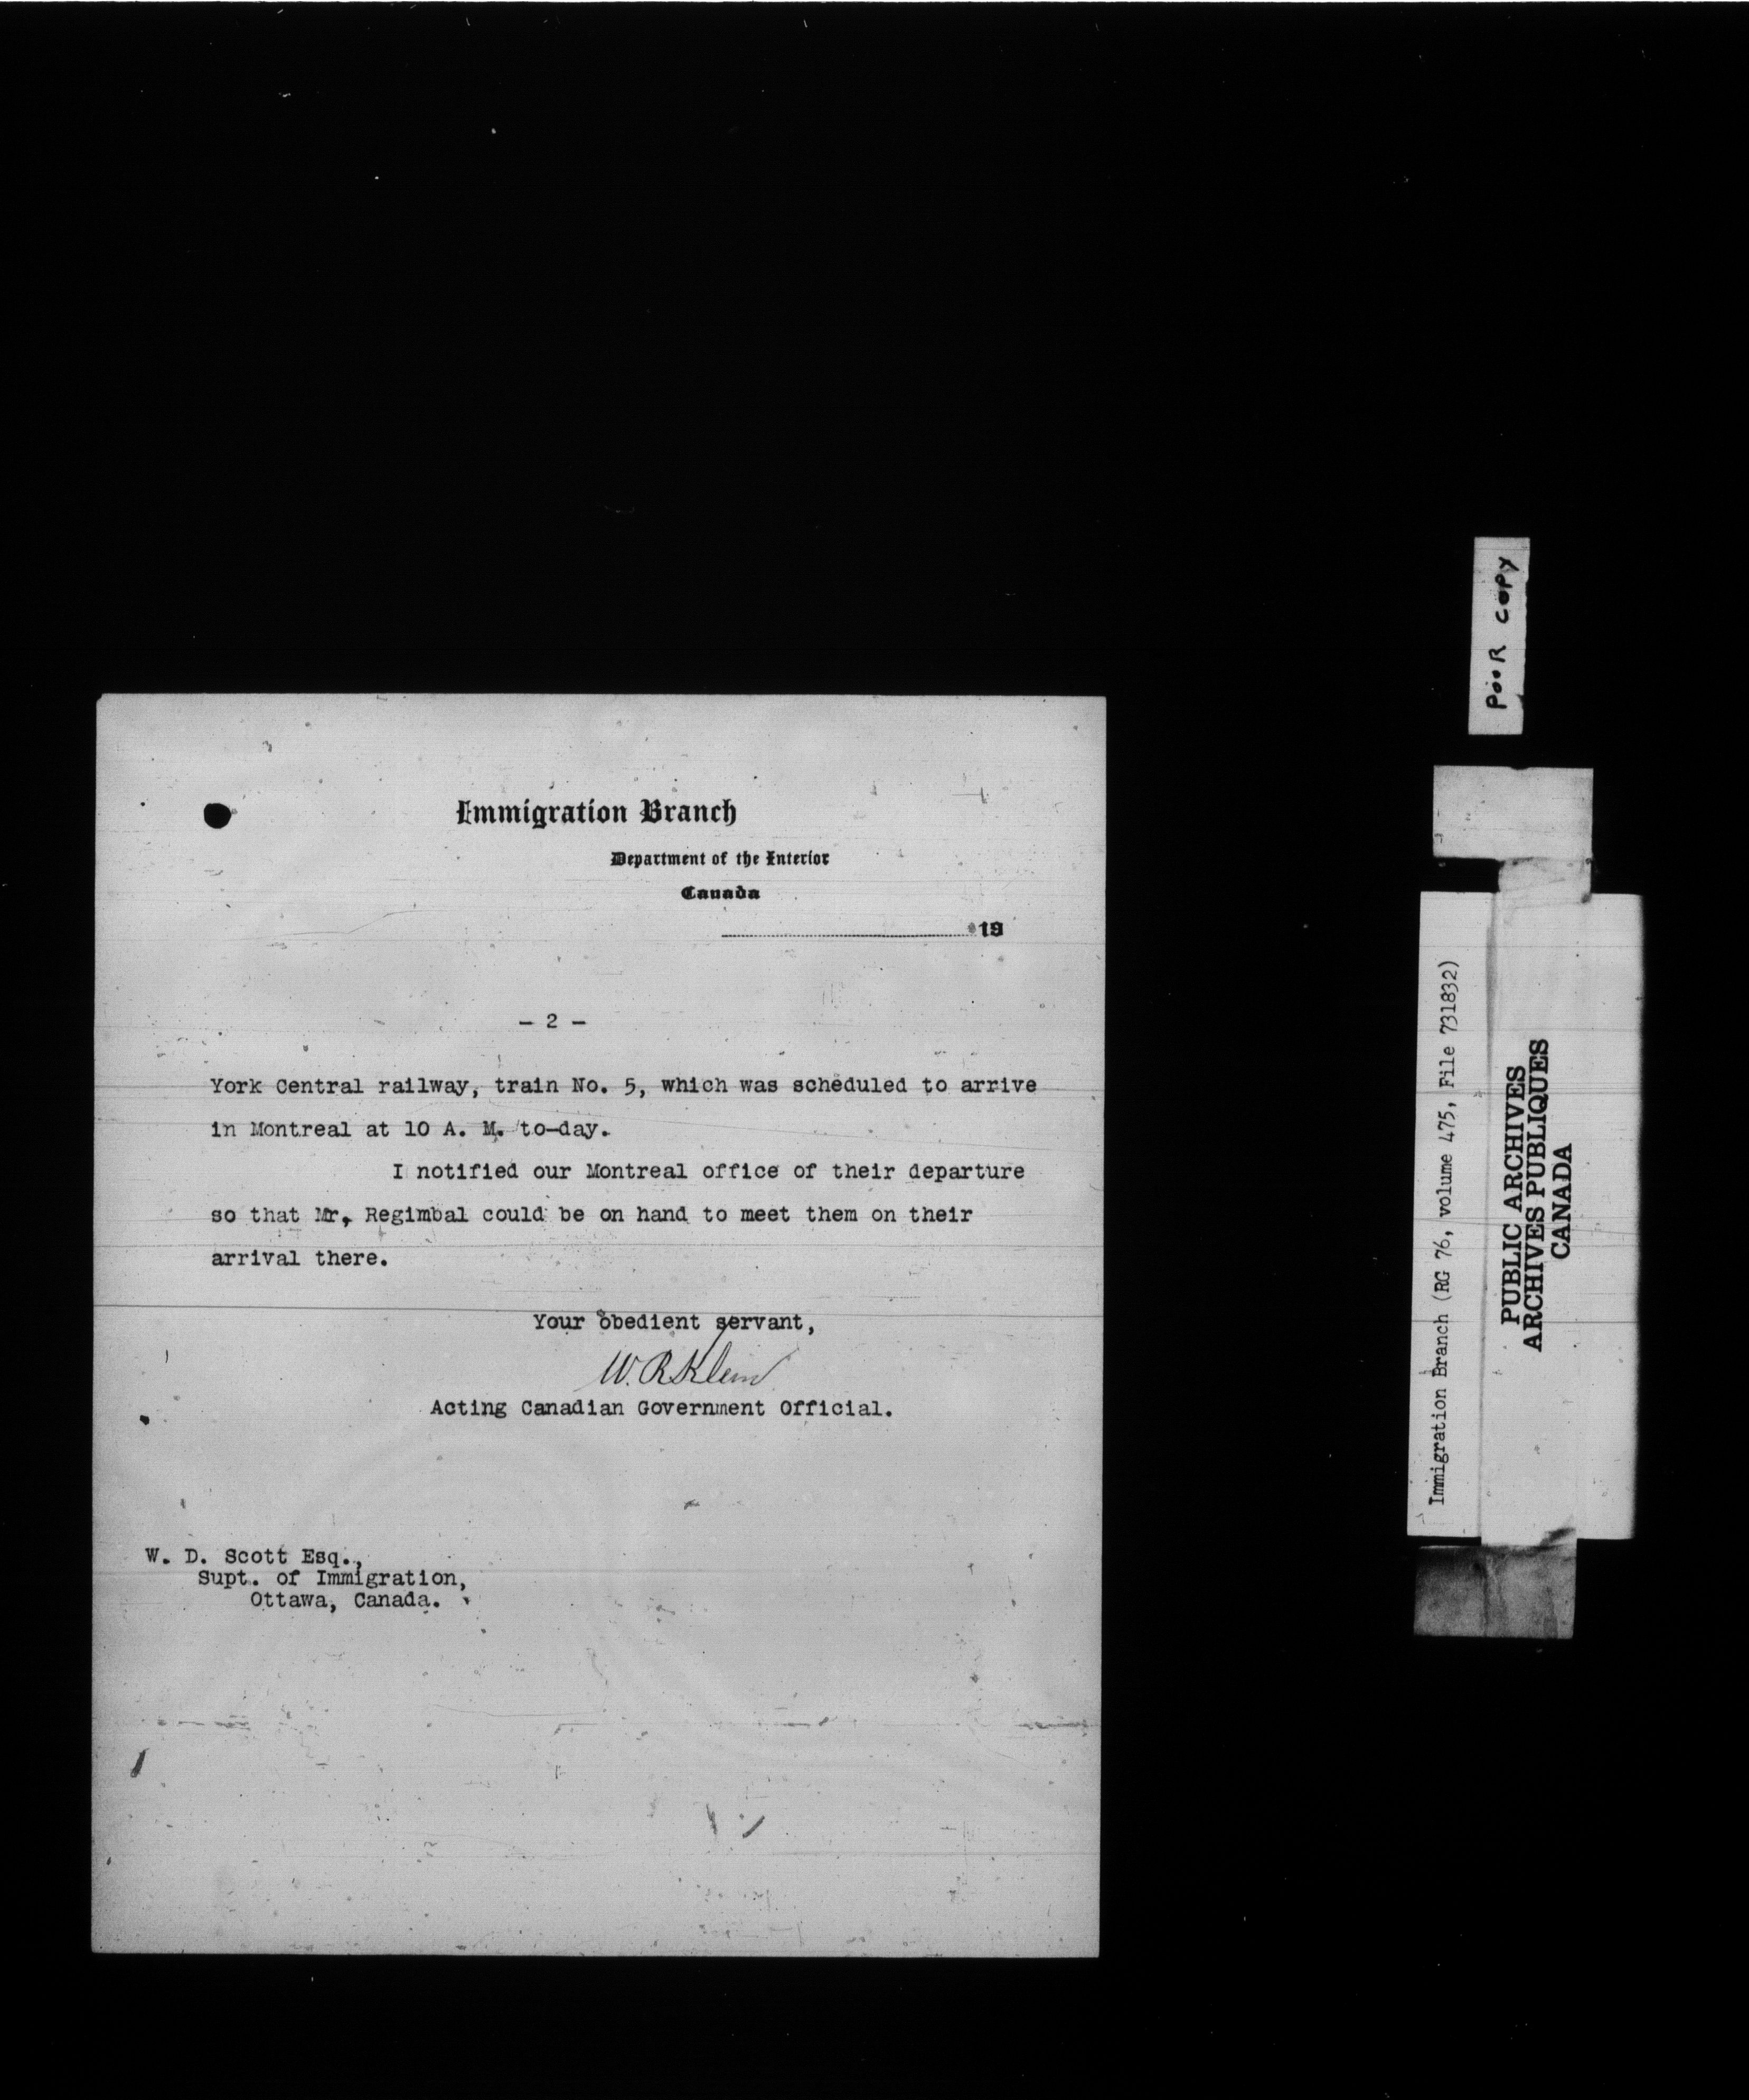 Immigration Branch
Department of the Interior
Canada
19
- 2 -
York Central railway, train No. 5, which was scheduled to arrive
in Montreal at 10 A. M. to-day.
I notified our Montreal office of their departure
so that Mr. Regimbal could be on hand to meet them on their
arrival there.
Your obedient servant,
W. R. Klein
Acting Canadian Government Official.
W. D. Scott Esq.,
Supt. of Immigration,
Ottawa, Canada.
POOR COPY
Immigration Branch (RG 76, volume 475, File 731832)
PUBLIC ARCHIVES
ARCHIVES PUBLIQUES
CANADA